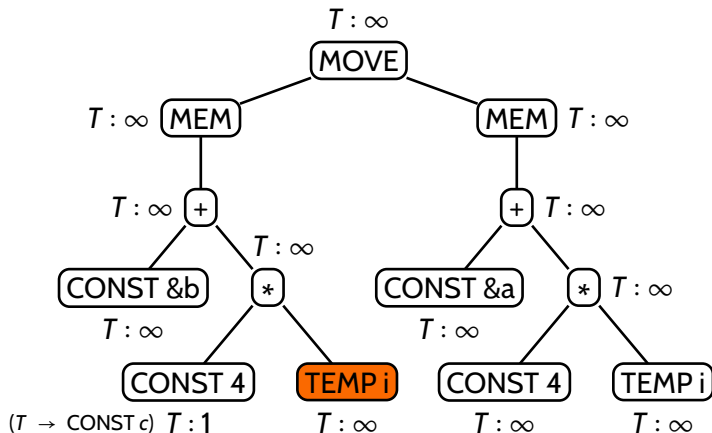 T : ∞
MOVE
T : ∞ MEM MEM T : ∞
T : ∞ + + T : ∞
T : ∞
CONST &b * CONST &a * T : ∞
T : ∞ T : ∞
CONST 4 TEMP i CONST 4 TEMP i
(T → CONST c) T : 1 T : ∞ T : ∞ T : ∞